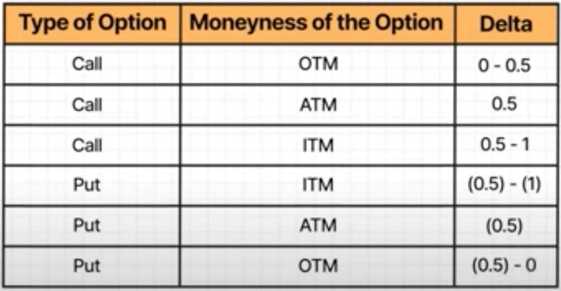 Type of Option Moneyness of the Option Delta
Call OTM 0 - 0.5
Call ATM 0.5
Call ITM 0.5 - 1
Put ITM (0.5) - (1)
Put ATM (0.5)
Put OTM (0.5) - 0